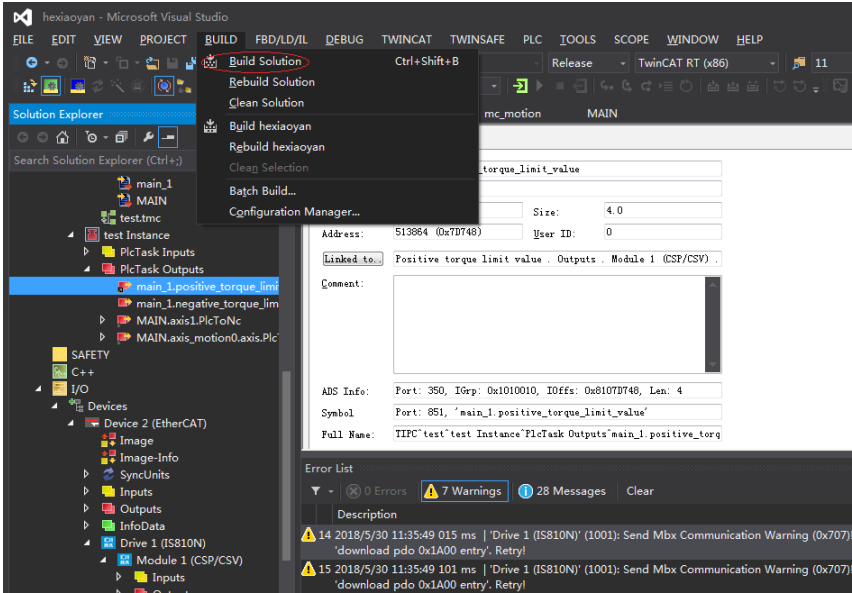 hexiaoyan - Microsoft Visual Studio
FILE EDIT VIEW PROJECT BUILD FBD/LD/IL DEBUG TWINCAT TWINSAFE PLC TOOLS SCOPE WINDOW HELP
Build Solution Ctrl+Shift+B
Release TwinCAT RT (x86) 11
Rebuild Solution
Clean Solution
Build hexiaoyan
Rebuild hexiaoyan
Clean Selection
Batch Build...
Configuration Manager...
mc_motion MAIN
Solution Explorer
Search Solution Explorer (Ctrl+;)
main_1
MAIN
test.tmc
test Instance
PlcTask Inputs
PlcTask Outputs
main_1.positive_torque_limi
main_1.negative_torque_lim
MAIN.axis1.PlcToNc
MAIN.axis_motion0.axis.Plc
SAFETY
C++
I/O
Devices
Device 2 (EtherCAT)
Image
Image-Info
SyncUnits
Inputs
Outputs
InfoData
Drive 1 (IS810N)
Module 1 (CSP/CSV)
Inputs
_torque_limit_value
Size: 4.0
Address: 513864 (0x7D748) User ID: 0
Linked to.. Positive torque limit value . Outputs . Module 1 (CSP/CSV) .
Comment:
ADS Info: Port: 350, IGrp: 0x1010010, IOffs: 0x8107D748, Len: 4
Symbol Port: 851, 'main_1.positive_torque_limit_value'
Full Name: TIPC^test^test Instance^PlcTask Outputs^main_1.positive_torq
Error List
0 Errors 7 Warnings 28 Messages Clear
Description
14 2018/5/30 11:35:49 015 ms | 'Drive 1 (IS810N)' (1001): Send Mbx Communication Warning (0x707)!
'download pdo 0x1A00 entry'. Retry!
15 2018/5/30 11:35:49 101 ms | 'Drive 1 (IS810N)' (1001): Send Mbx Communication Warning (0x707)!
'download pdo 0x1A00 entry'. Retry!